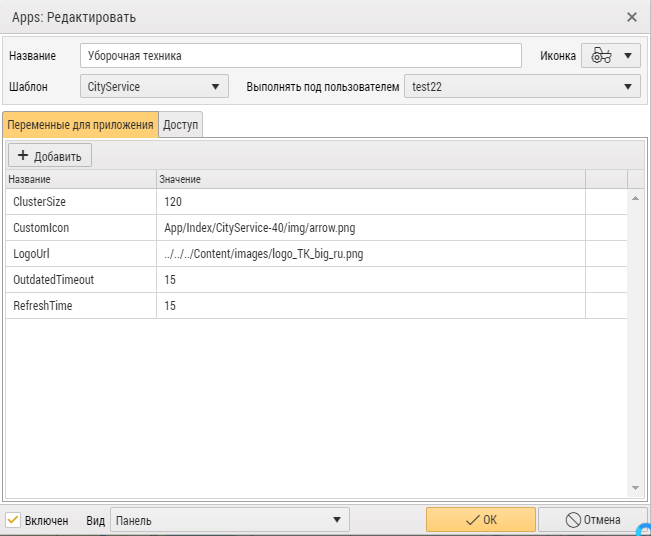 Apps: Редактировать
Название Уборочная техника Иконка
Шаблон CityService Выполнять под пользователем test22
Переменные для приложения Доступ
Добавить
Название Значение
ClusterSize 120
CustomIcon App/Index/CityService-40/img/arrow.png
LogoUrl ../../../Content/images/logo_TK_big_ru.png
OutdatedTimeout 15
RefreshTime 15
Включен Вид Панель OK Отмена